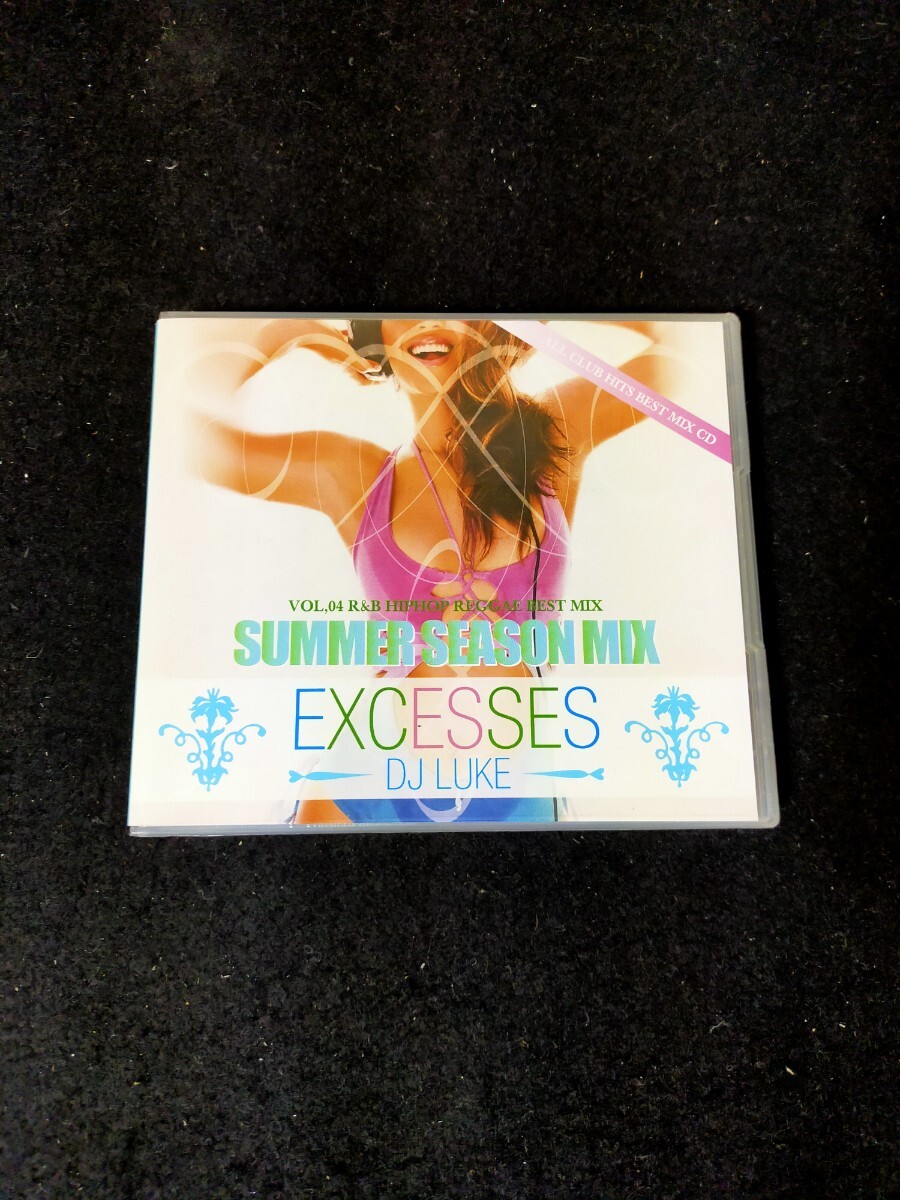 ALL CLUB HITS BEST MIX CD
VOL,04 R&B HIPHOP REGGAE BEST MIX
SUMMER SEASON MIX
EXCESSES
DJ LUKE